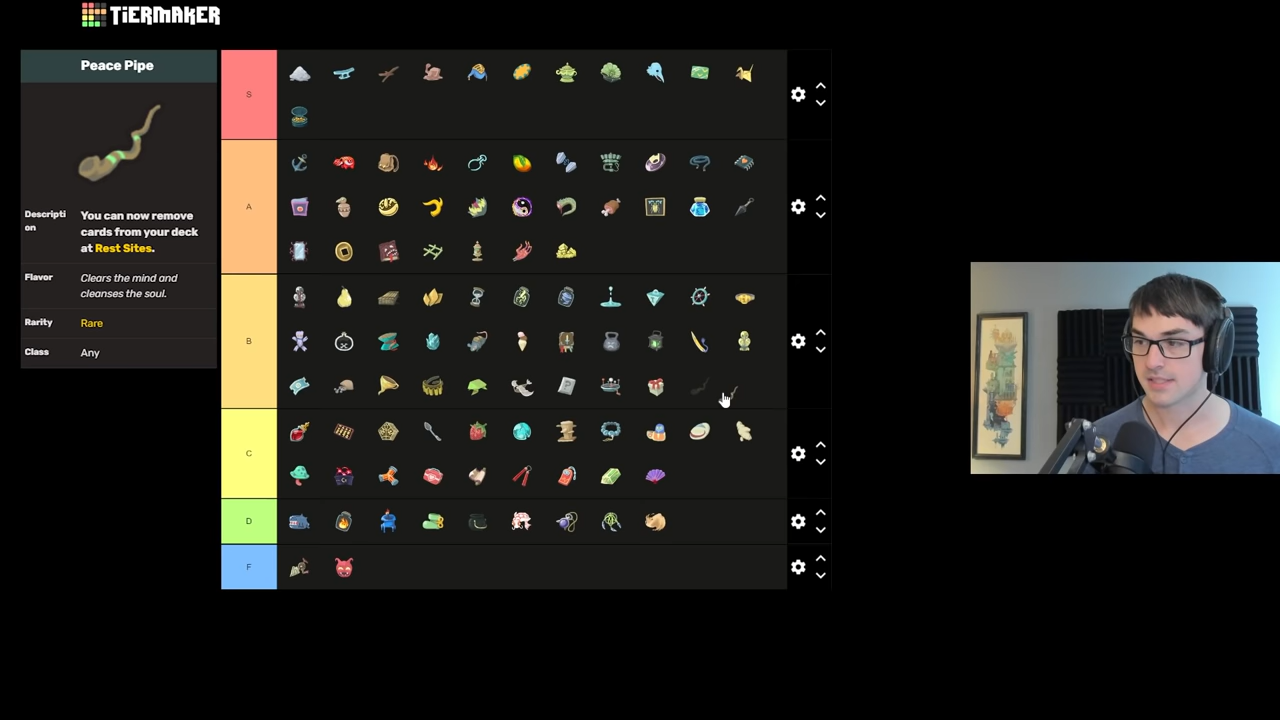 TiERMAKER
Peace Pipe
Descripti
on
You can now remove
cards from your deck
at Rest Sites.
Flavor
Clears the mind and
cleanses the soul.
Rarity
Rare
Class
Any
S
A
B
C
D
F